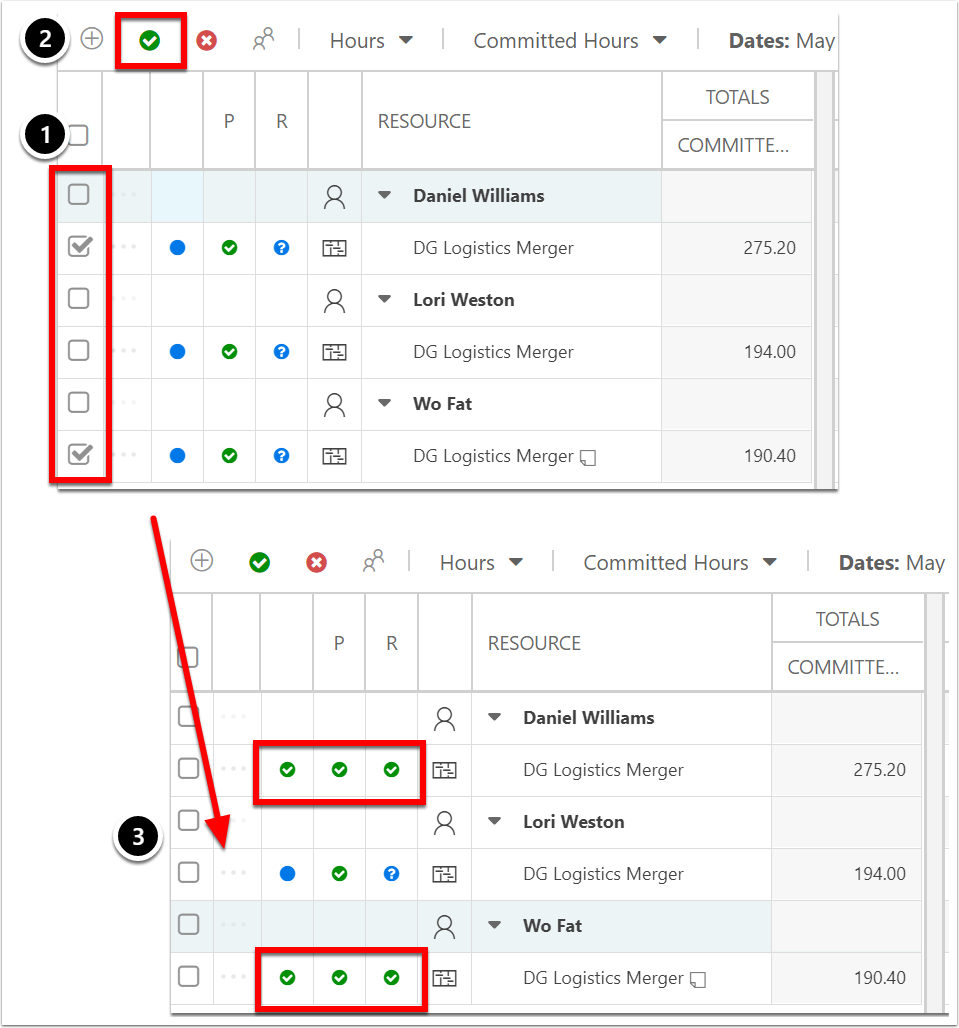 2
Hours
Committed Hours
Dates: May
1
P
R
RESOURCE
TOTALS
COMMITTE...
Daniel Williams
DG Logistics Merger
275.20
Lori Weston
DG Logistics Merger
194.00
Wo Fat
DG Logistics Merger
190.40
Hours
Committed Hours
Dates: May
P
R
RESOURCE
TOTALS
COMMITTE...
Daniel Williams
DG Logistics Merger
275.20
3
Lori Weston
DG Logistics Merger
194.00
Wo Fat
DG Logistics Merger
190.40